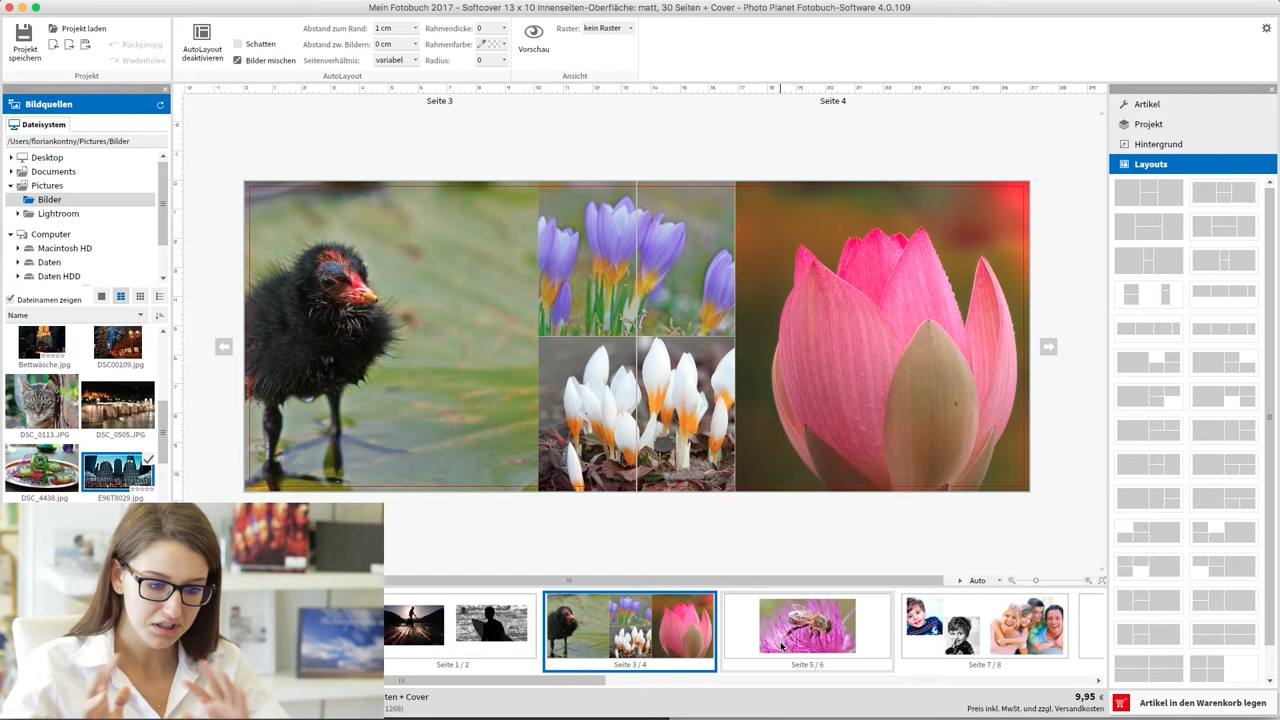 Mein Fotobuch 2017 - Softcover 13 x 10 Innenseiten-Oberfläche: matt, 30 Seiten + Cover - Photo Planet Fotobuch-Software 4.0.109
Projekt speichern
Projekt laden
Rückgängig
Wiederholen
Projekt
AutoLayout deaktivieren
Schatten
Bilder mischen
Abstand zum Rand: 1 cm
Abstand zw. Bildern: 0 cm
Seitenverhältnis: variabel
Rahmendicke: 0
Rahmenfarbe:
Radius: 0
AutoLayout
Vorschau
Raster: kein Raster
Ansicht
Bildquellen
Dateisystem
/Users/floriankontny/Pictures/Bilder
Desktop
Documents
Pictures
Bilder
Lightroom
Computer
Macintosh HD
Daten
Daten HDD
Dateinamen zeigen
Name
Bettwäsche.jpg
DSC00109.jpg
DSC_0113.JPG
DSC_0505.JPG
DSC_4438.jpg
E96T8029.jpg
Seite 3
Seite 4
Artikel
Projekt
Hintergrund
Layouts
Auto
Seite 1 / 2
Seite 3 / 4
Seite 5 / 6
Seite 7 / 8
ten + Cover
1268)
9,95 €
Preis inkl. MwSt. und zzgl. Versandkosten
Artikel in den Warenkorb legen